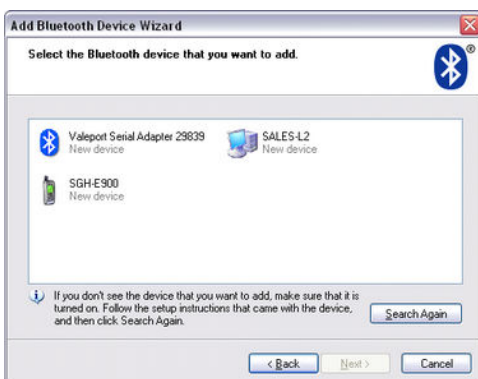 Add Bluetooth Device Wizard
Select the Bluetooth device that you want to add.
®
Valeport Serial Adapter 29839
New device
SALES-L2
New device
SGH-E900
New device
If you don't see the device that you want to add, make sure that it is
turned on. Follow the setup instructions that came with the device,
and then click Search Again.
Search Again
< Back
Next >
Cancel